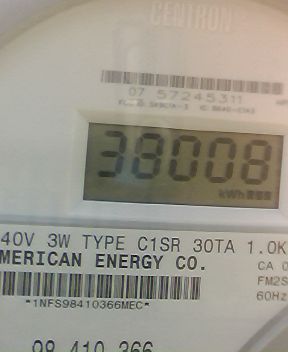 CENTRON
07 57245311
38008
kWh
40V 3W TYPE C1SR 30TA 1.0K
MERICAN ENERGY CO.
CA 0
FM2S
60Hz
*1NFS98410366MEC*
98 410 366